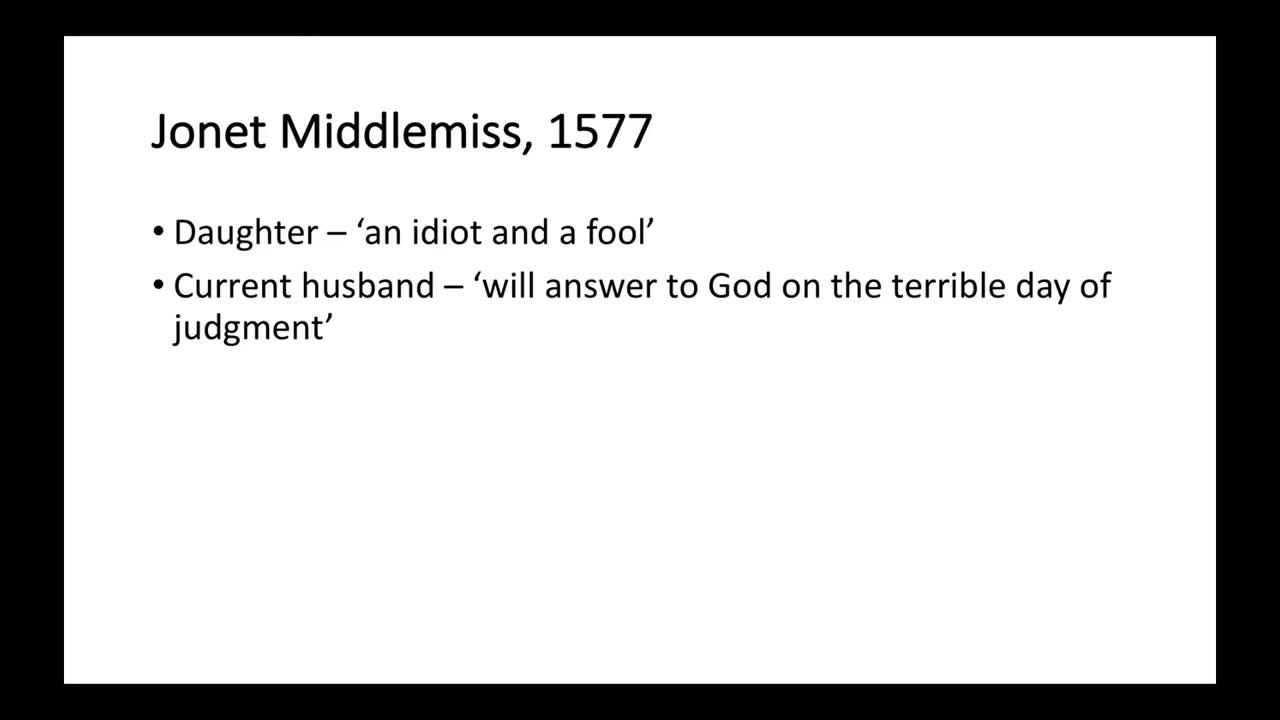 Jonet Middlemiss, 1577
• Daughter – ‘an idiot and a fool’
• Current husband – ‘will answer to God on the terrible day of
judgment’